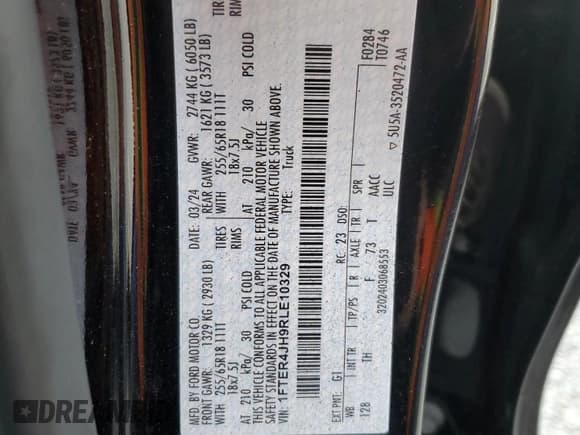 MFD. BY FORD MOTOR CO.
DATE: 03/24 GVWR: 2744 KG ( 6050 LB)
FRONT GAWR: 1329 KG ( 2930 LB) REAR GAWR: 1621 KG ( 3573 LB)
WITH 255/65R18 111T TIRES WITH 255/65R18 111T TIRES
18x7.5J RIMS 18x7.5J RIMS
AT 210 kPa/ 30 PSI COLD AT 210 kPa/ 30 PSI COLD
THIS VEHICLE CONFORMS TO ALL APPLICABLE FEDERAL MOTOR VEHICLE
SAFETY STANDARDS IN EFFECT ON THE DATE OF MANUFACTURE SHOWN ABOVE.
VIN: 1FTER4JH9RLE10329
TYPE: Truck
F0284
T0746
EXT PNT: G1 RC: 23 DSO:
WB INT TR TP/PS R AXLE TR SPR
128 TH F 73 T AACC
ULC
3202403068553
5U5A-3520472-AA
DREAM